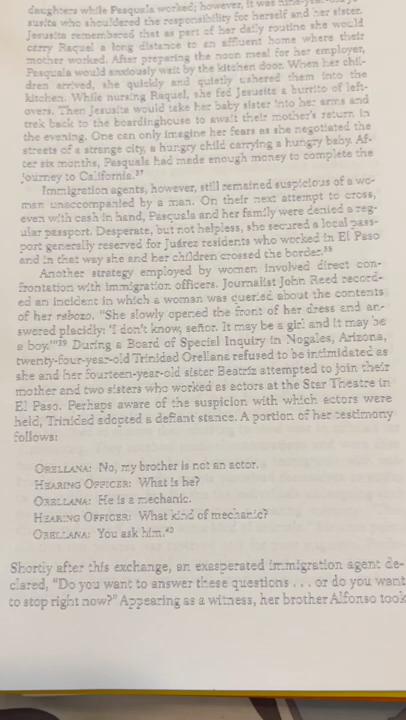 daughters while Pasquala worked; however, it was nine-year-old Je-
susita who shouldered the responsibility for herself and her sister.
Jesusita remembered that as part of her daily routine she would
carry Raquel a long distance to an affluent home where their
mother worked. After preparing the noon meal for her employer,
Pasquala would anxiously wait by the kitchen door. When her chil-
dren arrived, she quickly and quietly ushered them into the
kitchen. While nursing Raquel, she fed Jesusita a burrito of left-
overs. Then Jesusita would take her baby sister into her arms and
trek back to the boardinghouse to await their mother's return in
the evening. One can only imagine her fears as she negotiated the
streets of a strange city, a hungry child carrying a hungry baby. Af-
ter six months, Pasquala had made enough money to complete the
journey to California.³⁷
Immigration agents, however, still remained suspicious of a wo-
man unaccompanied by a man. On their next attempt to cross,
even with cash in hand, Pasquala and her family were denied a reg-
ular passport. Desperate, but not helpless, she secured a local pass-
port generally reserved for Juárez residents who worked in El Paso
and in that way she and her children crossed the border.³⁸
Another strategy employed by women involved direct con-
frontation with immigration officers. Journalist John Reed record-
ed an incident in which a woman was queried about the contents
of her rebozo. "She slowly opened the front of her dress and an-
swered placidly: 'I don't know, señor. It may be a girl and it may be
a boy.'"³⁹ During a Board of Special Inquiry in Nogales, Arizona,
twenty-four-year-old Trinidad Orellana refused to be intimidated as
she and her fourteen-year-old sister Beatriz attempted to join their
mother and two sisters who worked as actors at the Star Theatre in
El Paso. Perhaps aware of the suspicion with which actors were
held, Trinidad adopted a defiant stance. A portion of her testimony
follows:
ORELLANA: No, my brother is not an actor.
HEARING OFFICER: What is he?
ORELLANA: He is a mechanic.
HEARING OFFICER: What kind of mechanic?
ORELLANA: You ask him.⁴⁰
Shortly after this exchange, an exasperated immigration agent de-
clared, "Do you want to answer these questions . . . or do you want
to stop right now?" Appearing as a witness, her brother Alfonso took